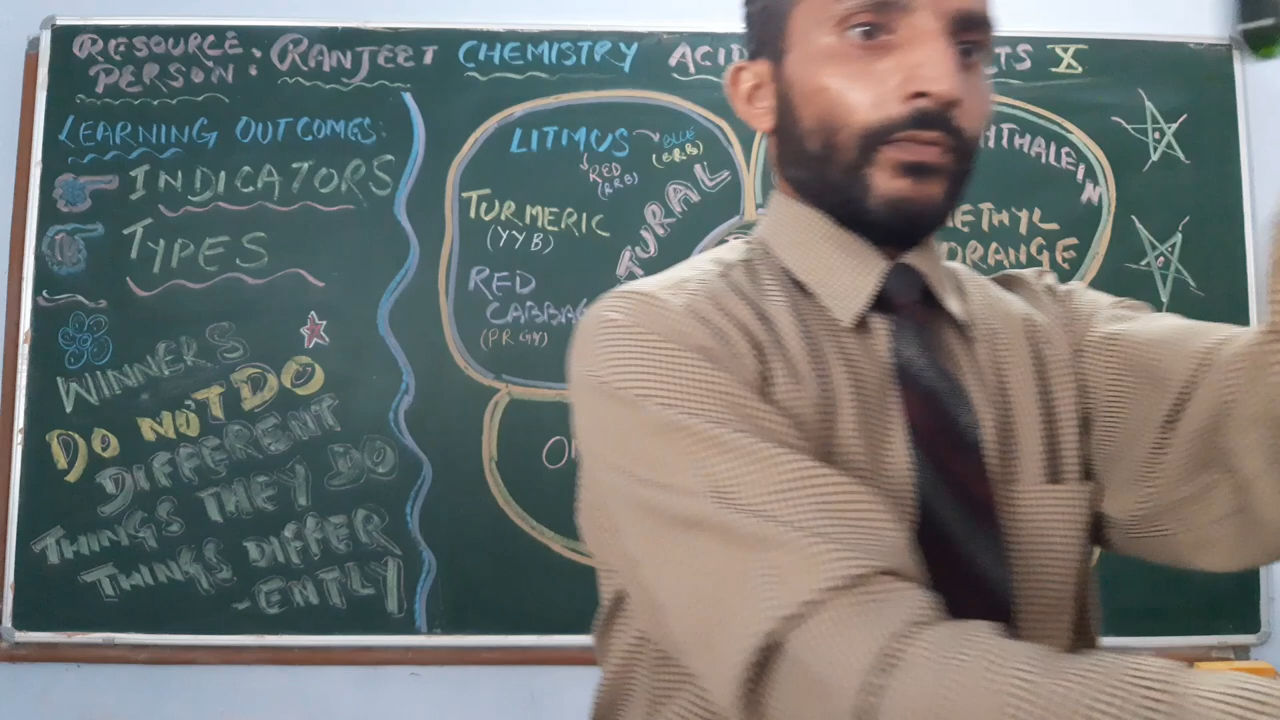 RESOURCE PERSON: RANJEET CHEMISTRY ACID TS X
LEARNING OUTCOMES:
INDICATORS
TYPES
WINNERS
DO NOT DO
DIFFERENT
THINGS THEY DO
THINGS DIFFER
-ENTLY
LITMUS
BLUE
(BRB)
RED
(RRB)
TURMERIC
(YYB)
RED
CABBAG
(PRGY)
TURAL
HTHALEIN
ETHYL
ORANGE